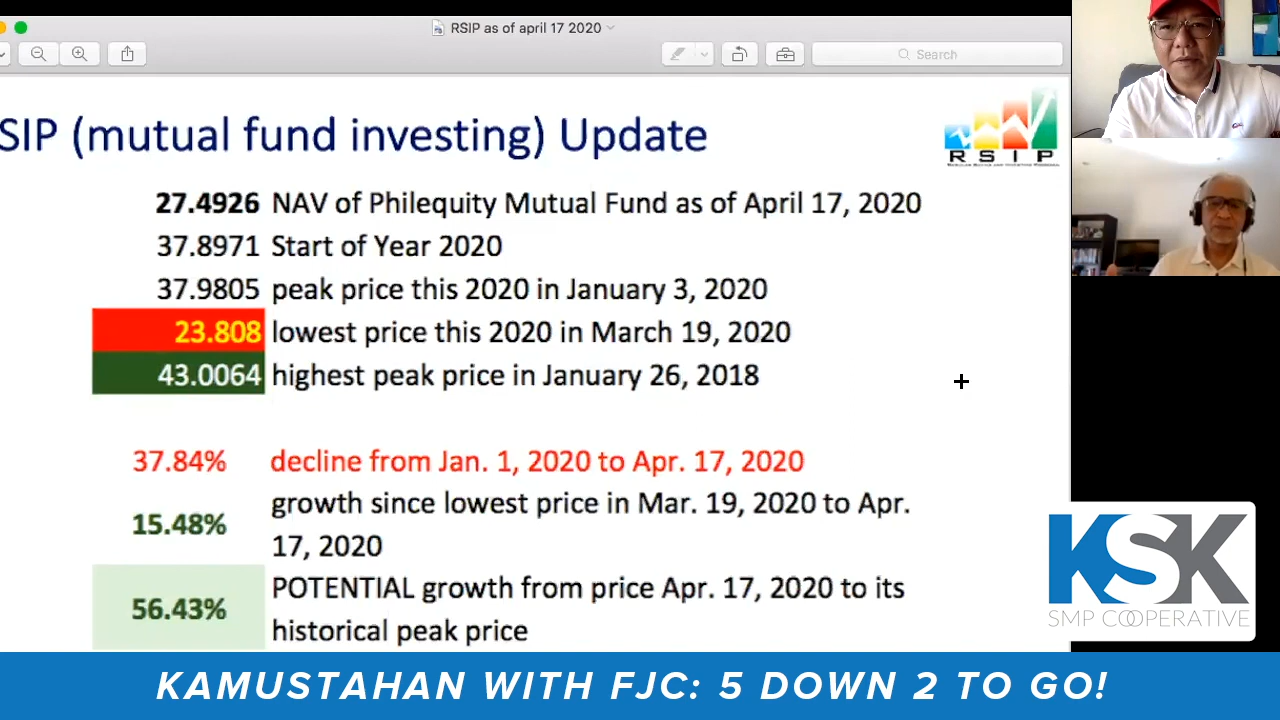 RSIP as of april 17 2020
Search
SIP (mutual fund investing) Update
RSIP
27.4926 NAV of Philequity Mutual Fund as of April 17, 2020
37.8971 Start of Year 2020
37.9805 peak price this 2020 in January 3, 2020
23.808 lowest price this 2020 in March 19, 2020
43.0064 highest peak price in January 26, 2018
37.84% decline from Jan. 1, 2020 to Apr. 17, 2020
15.48% growth since lowest price in Mar. 19, 2020 to Apr.
17, 2020
56.43% POTENTIAL growth from price Apr. 17, 2020 to its
historical peak price
KSK
SMP COOPERATIVE
KAMUSTAHAN WITH FJC: 5 DOWN 2 TO GO!